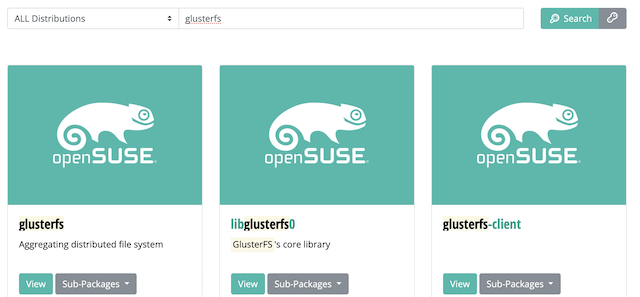 ALL Distributions glusterfs Search
openSUSE openSUSE openSUSE
glusterfs libglusterfs0 glusterfs-client
Aggregating distributed file system GlusterFS 's core library
View Sub-Packages View Sub-Packages View Sub-Packages